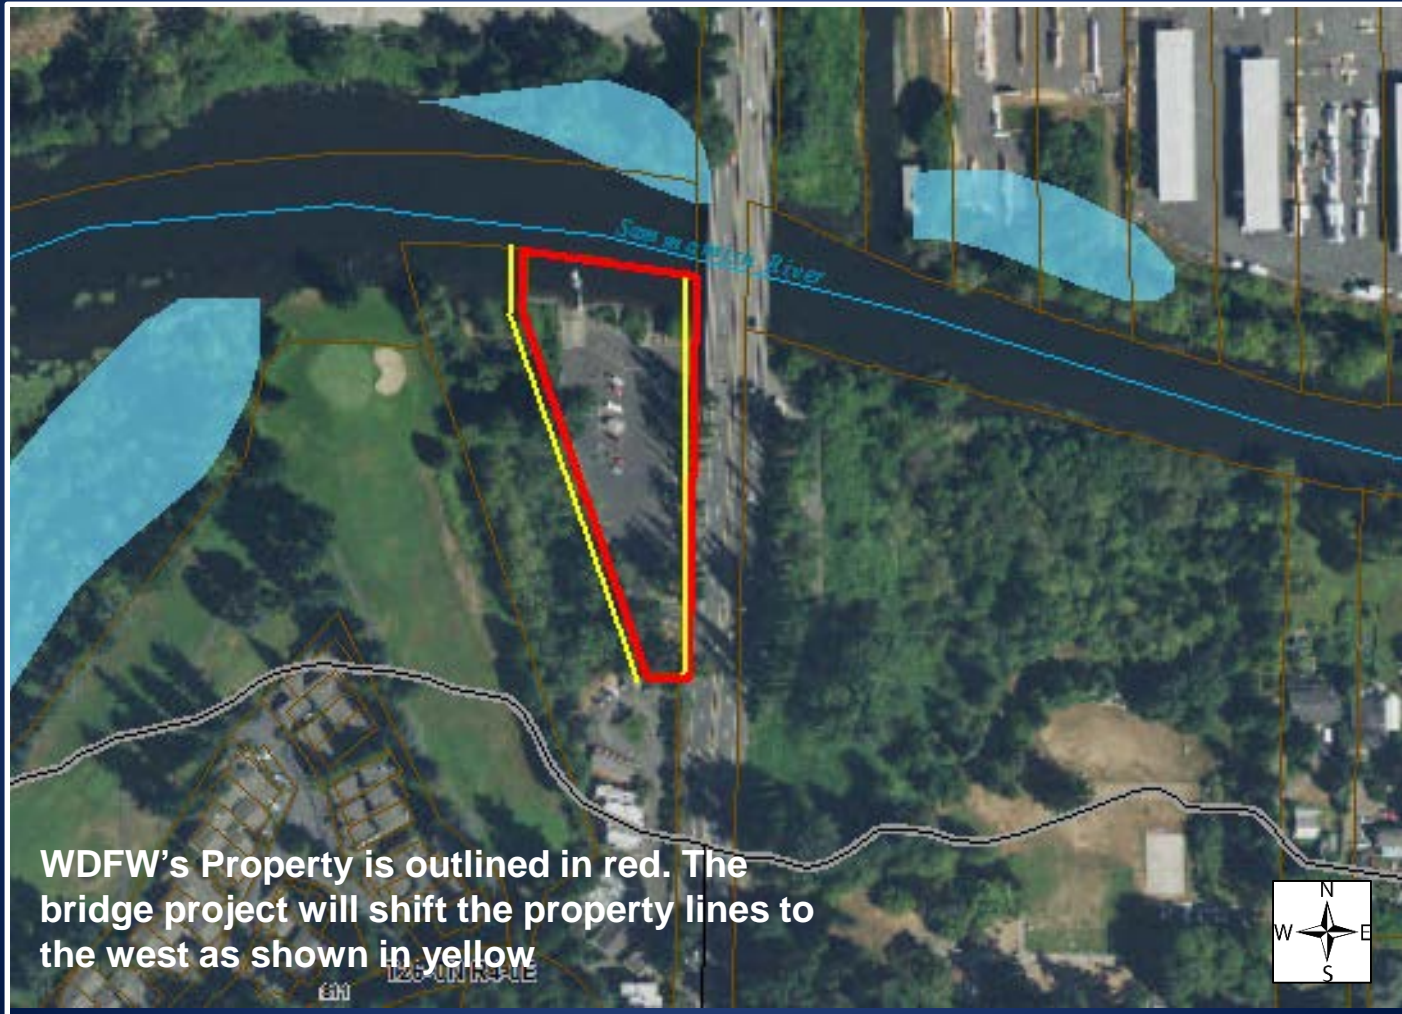 Sammamish River
WDFW's Property is outlined in red. The
bridge project will shift the property lines to
the west as shown in yellow
N
W E
S